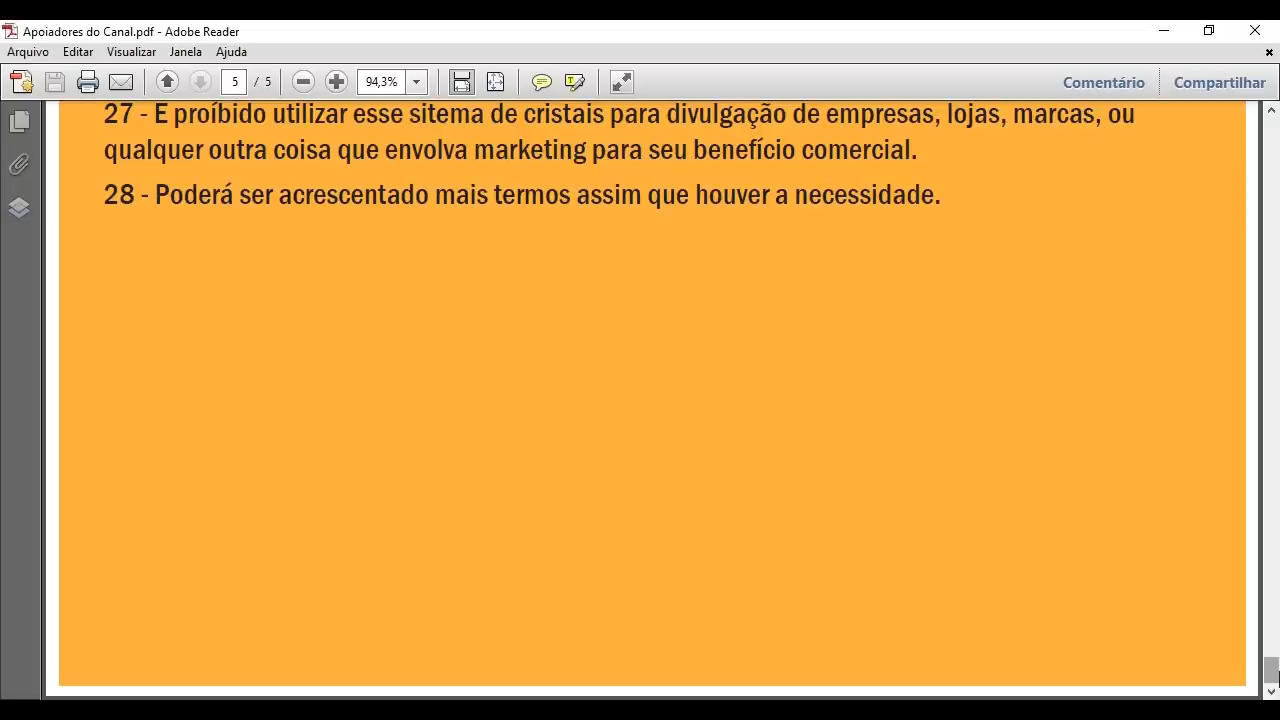 Apoiadores do Canal.pdf - Adobe Reader
Arquivo Editar Visualizar Janela Ajuda
5 / 5 94,3% Comentário Compartilhar
27 - É proíbido utilizar esse sitema de cristais para divulgação de empresas, lojas, marcas, ou
qualquer outra coisa que envolva marketing para seu benefício comercial.
28 - Poderá ser acrescentado mais termos assim que houver a necessidade.